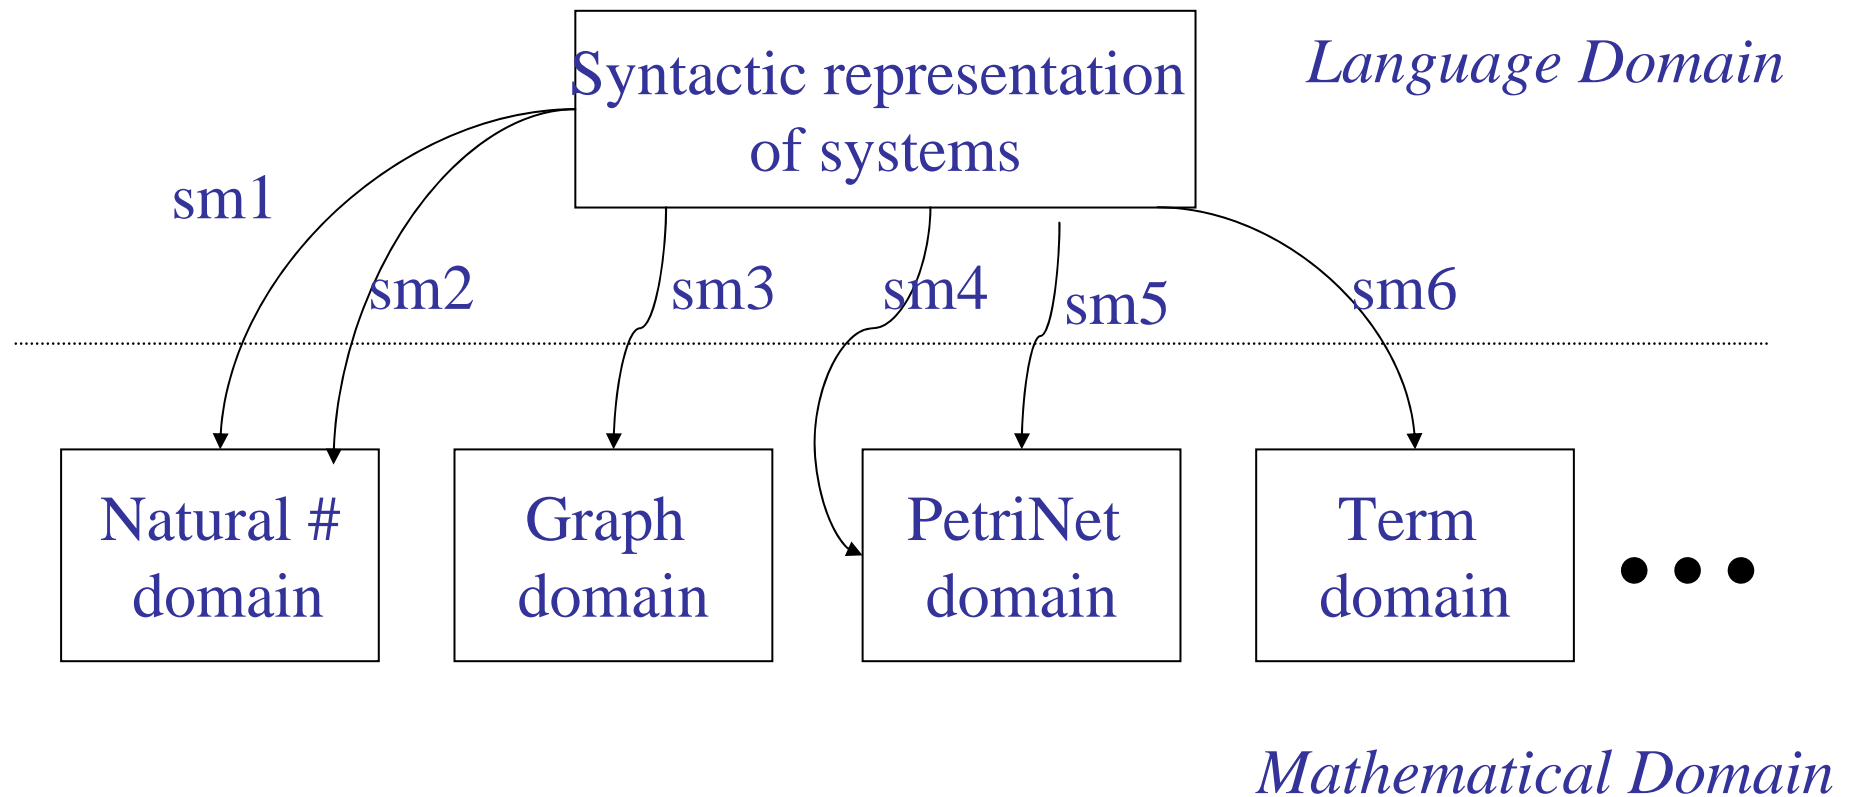 Syntactic representation
of systems
Language Domain
sm1
sm2
sm3
sm4
sm5
sm6
Natural #
domain
Graph
domain
PetriNet
domain
Term
domain
Mathematical Domain